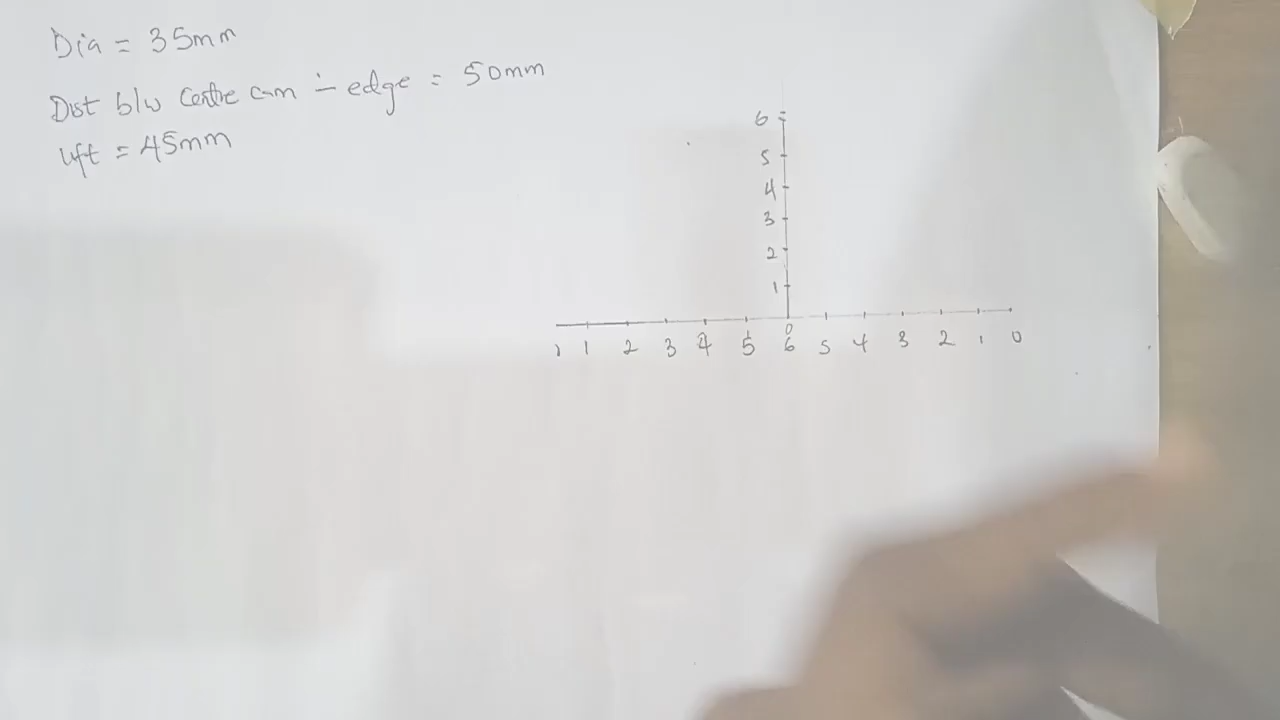 Dia = 35mm
Dist b/w Centre cam - edge = 50mm
lift = 45mm
6
5
4
3
2
1
0
1 2 3 4 5 6 5 4 3 2 1 0